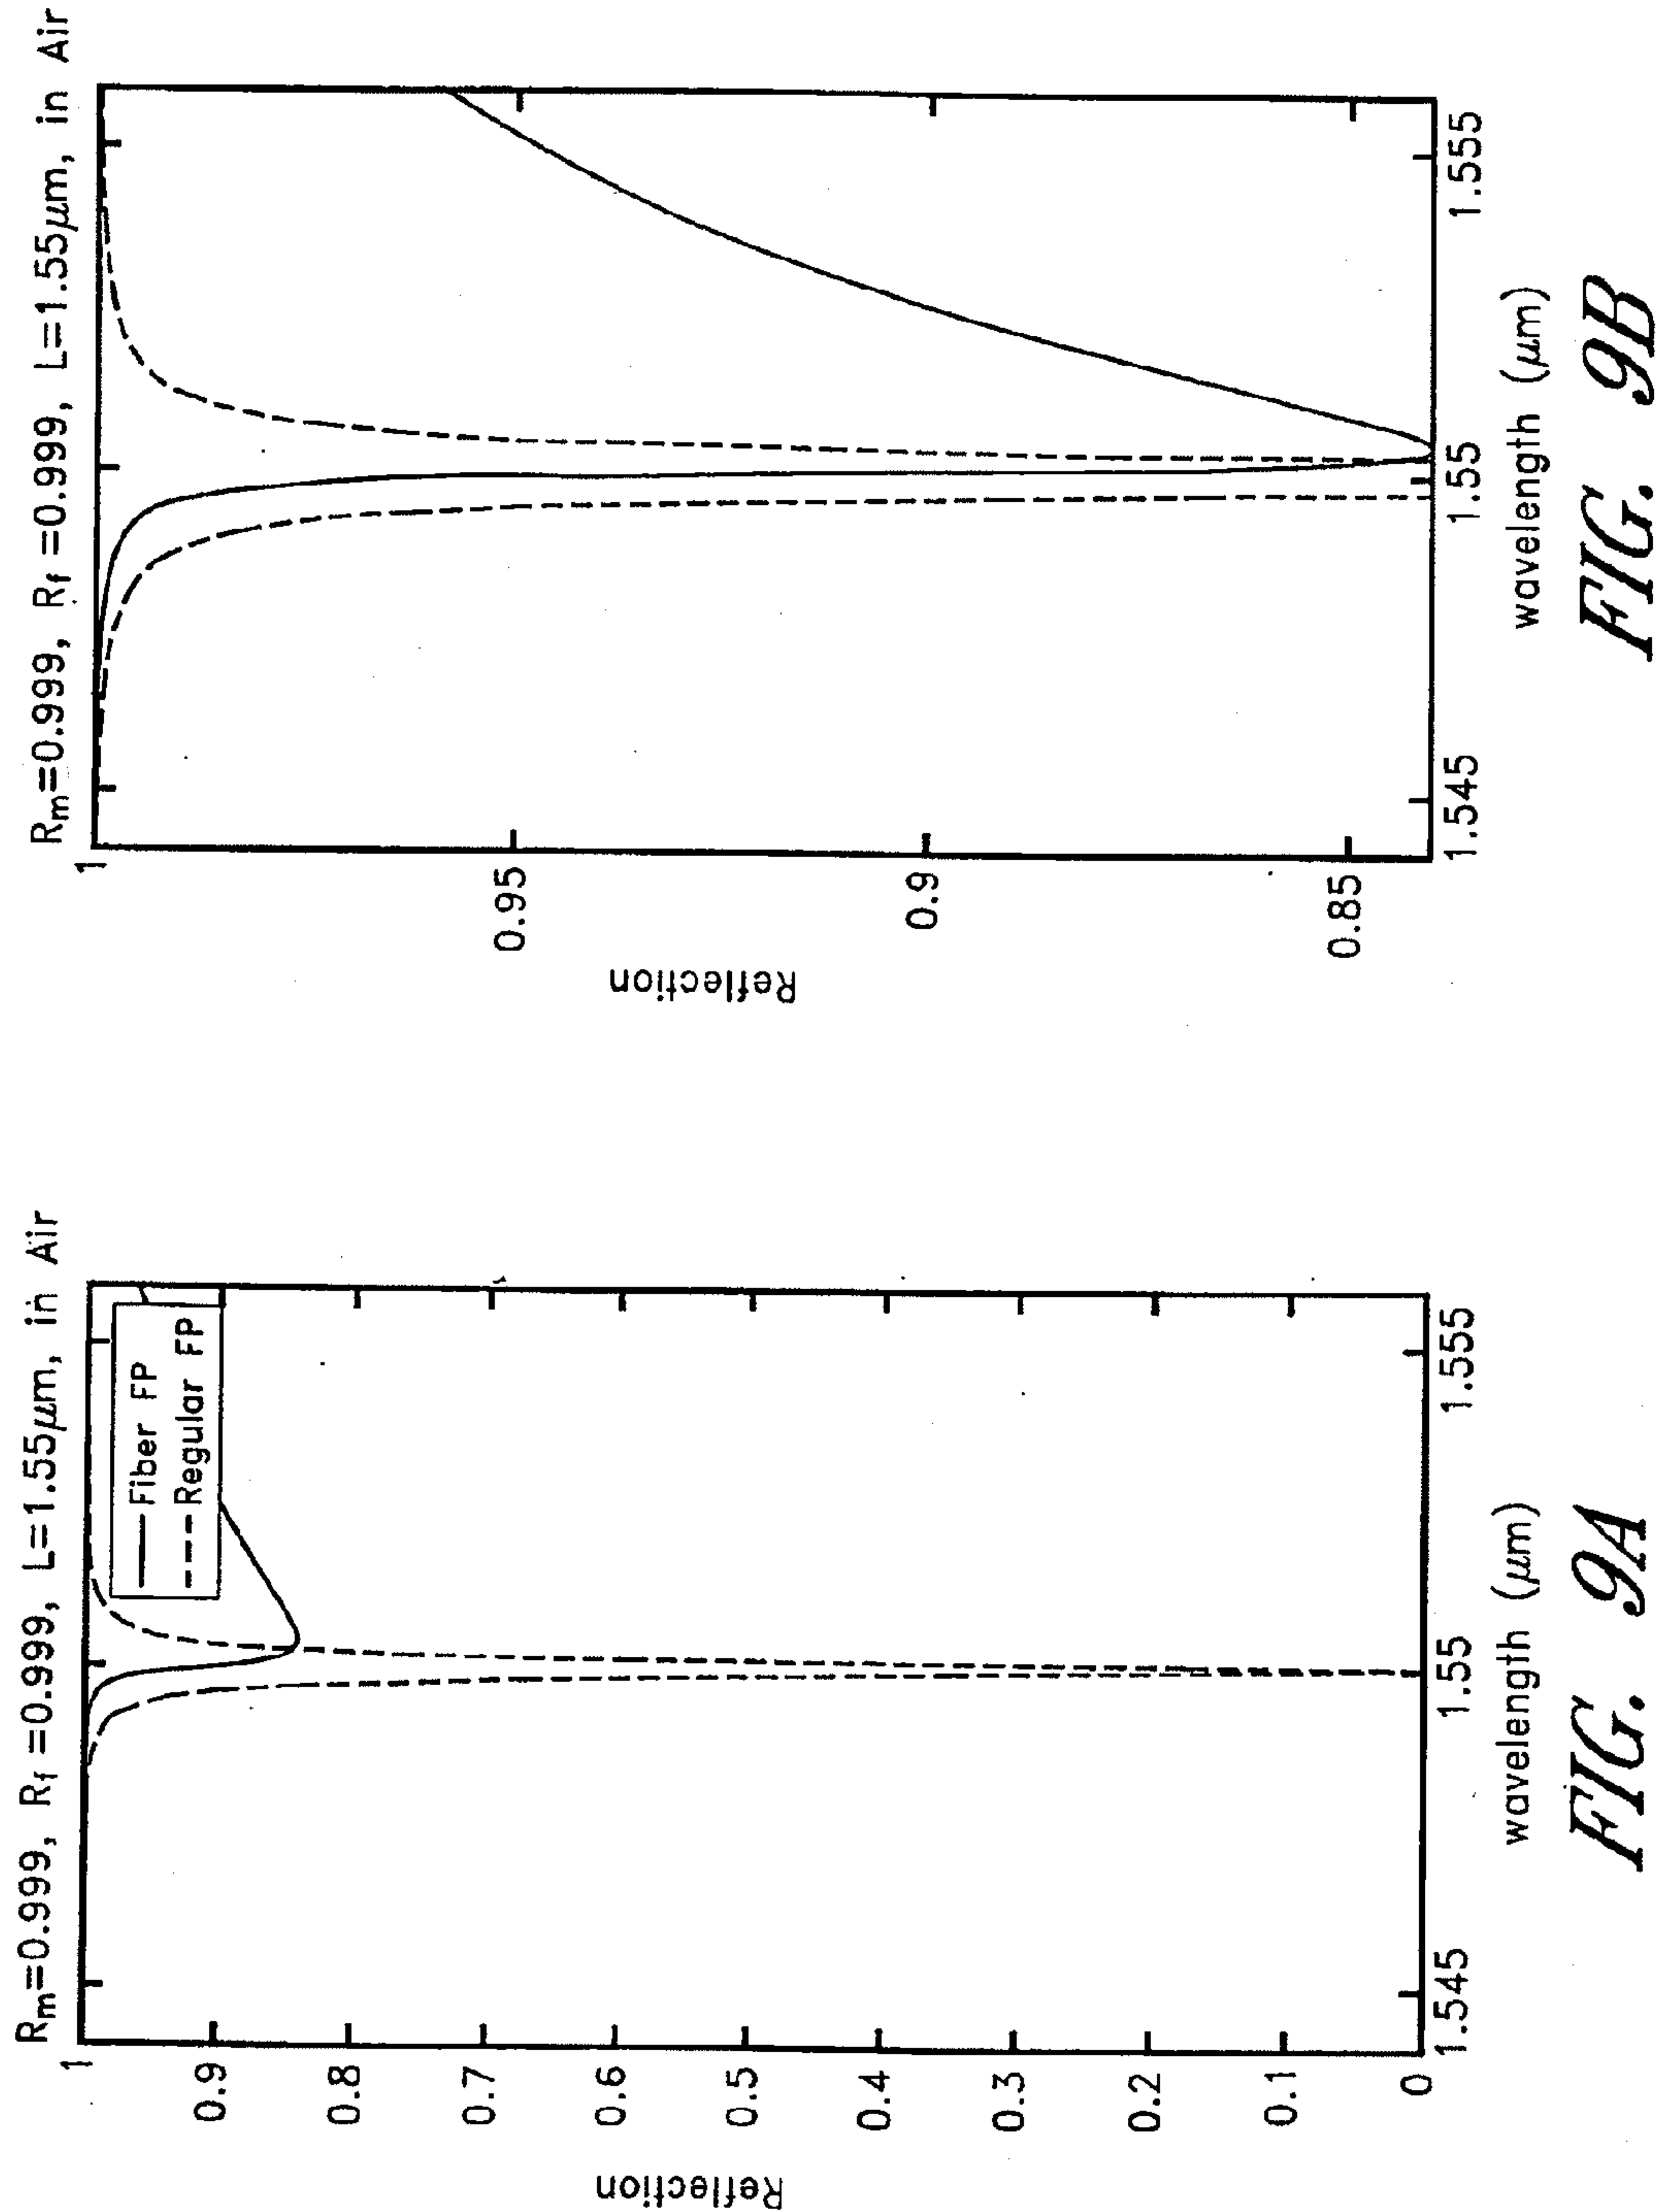 Rm=0.999, Rf =0.999, L=1.55μm, in Air
Reflection
1
0.9
0.8
0.7
0.6
0.5
0.4
0.3
0.2
0.1
0
Fiber FP
Regular FP
1.545
1.55
1.555
wavelength (μm)
FIG. 9A
Rm=0.999, Rf =0.999, L=1.55μm, in Air
Reflection
1
0.95
0.9
0.85
1.545
1.55
1.555
wavelength (μm)
FIG. 9B